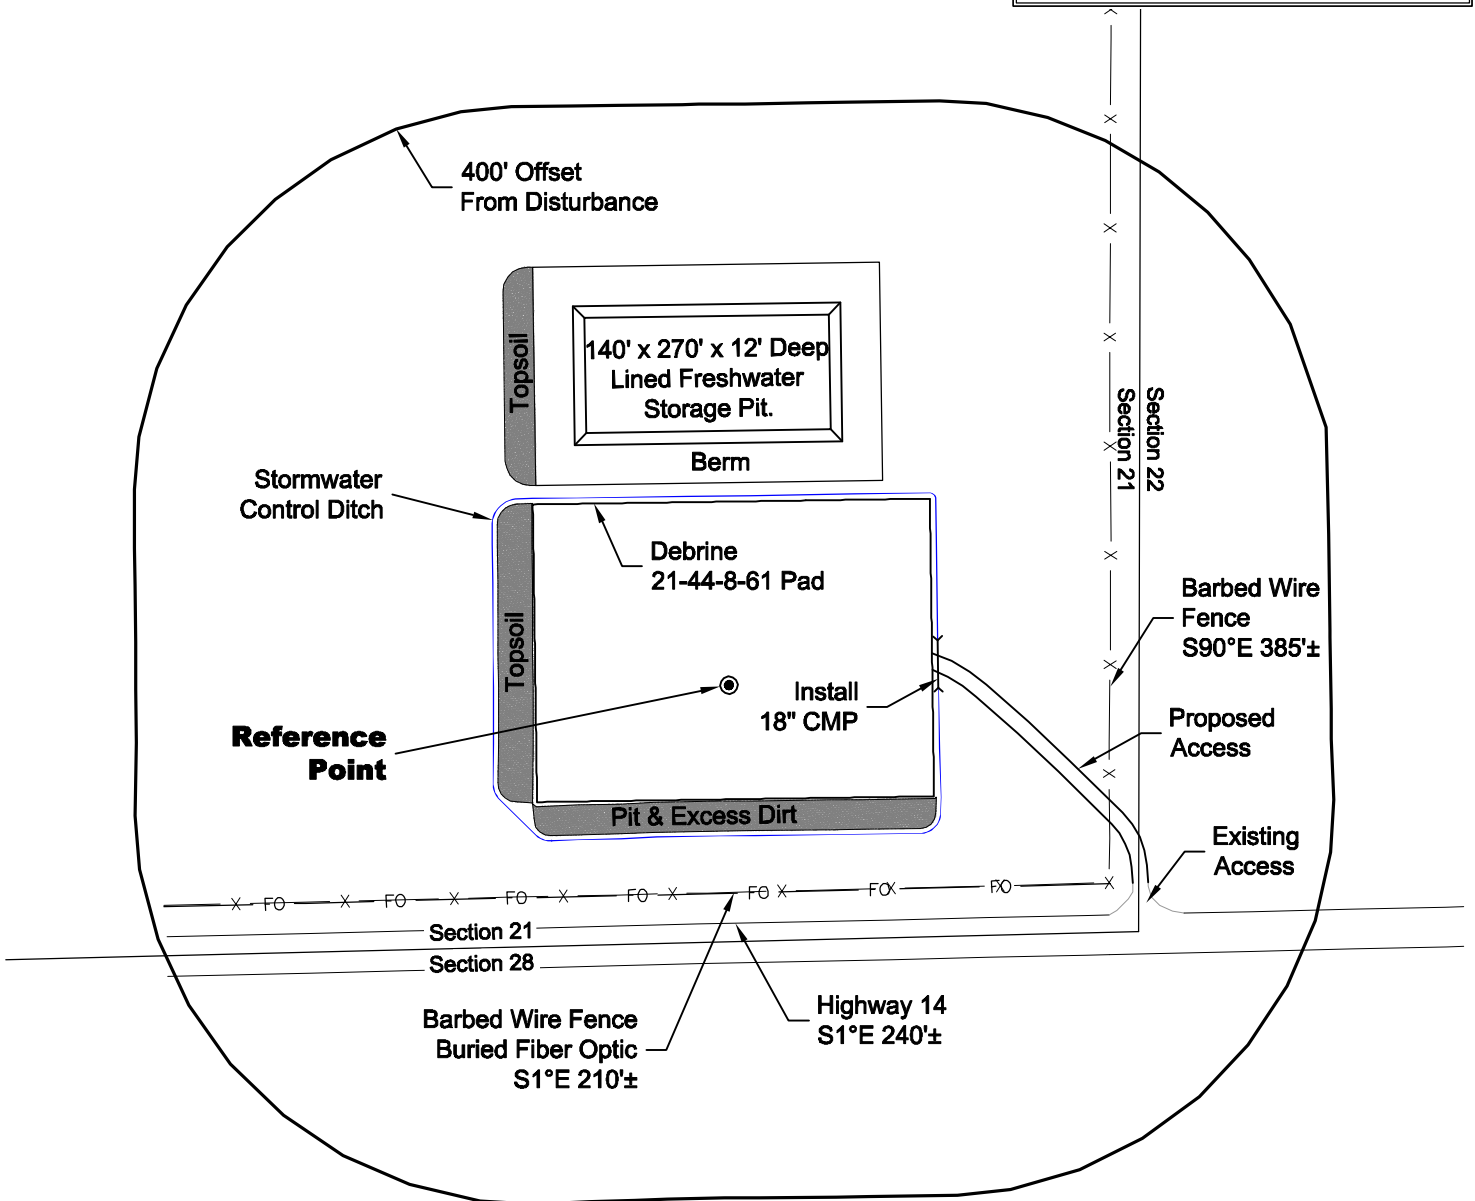 400' Offset
From Disturbance
Topsoil
140' x 270' x 12' Deep
Lined Freshwater
Storage Pit.
Berm
Section 22
Section 21
Stormwater
Control Ditch
Debrine
21-44-8-61 Pad
Topsoil
Barbed Wire
Fence
S90°E 385'±
Install
18" CMP
Reference
Point
Proposed
Access
Pit & Excess Dirt
Existing
Access
X FO X FO X FO X FO X FO X FO X FO X
Section 21
Section 28
Highway 14
S1°E 240'±
Barbed Wire Fence
Buried Fiber Optic
S1°E 210'±
X
X
X
X
X
X
X
X